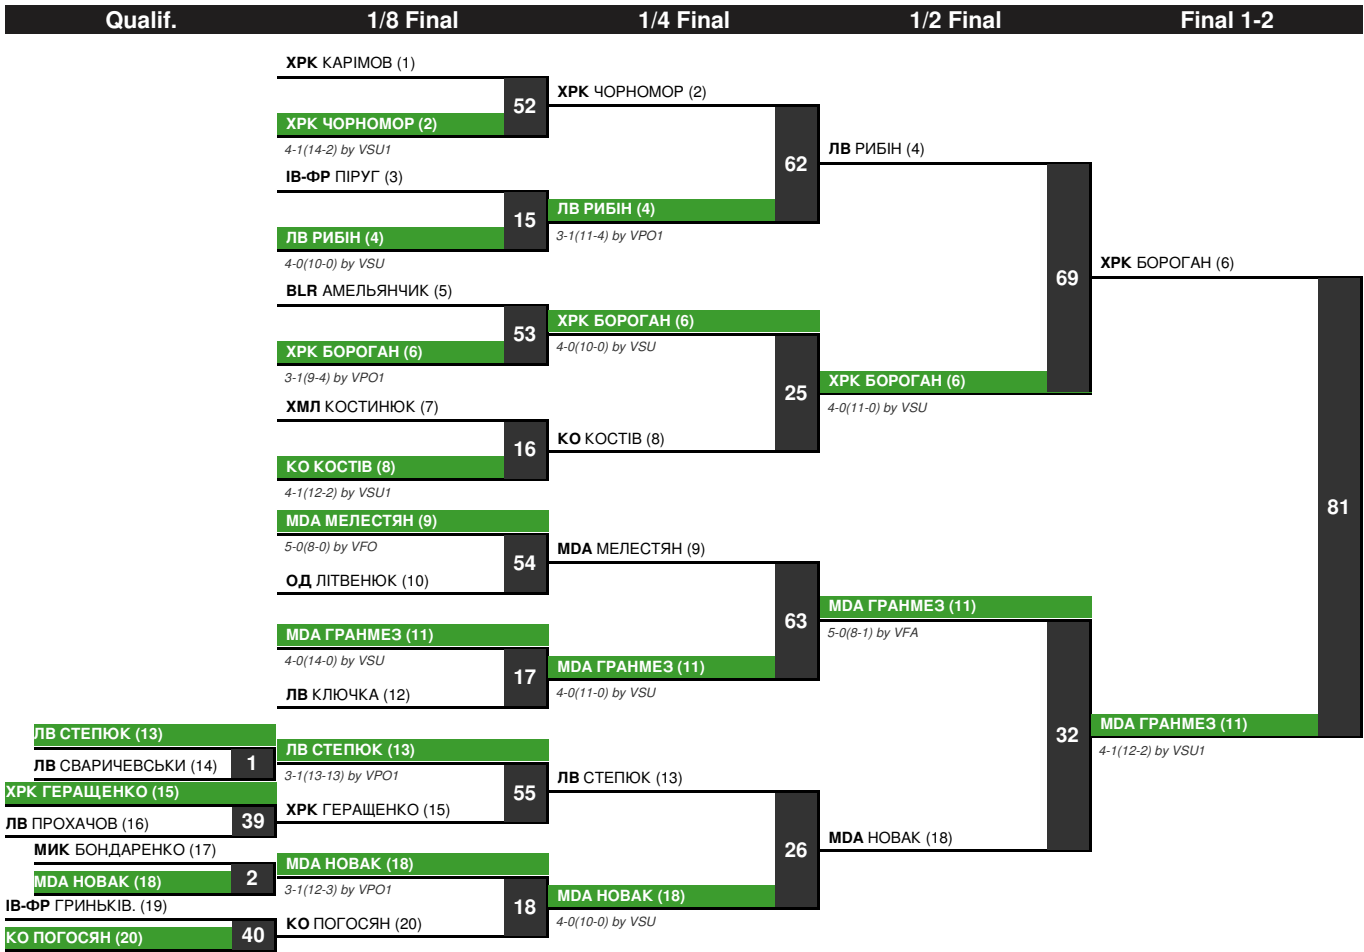 Qualif.
1/8 Final
1/4 Final
1/2 Final
Final 1-2
ХРК КАРІМОВ (1)
52
ХРК ЧОРНОМОР (2)
4-1(14-2) by VSU1
ІВ-ФР ПІРУГ (3)
15
ЛВ РИБІН (4)
4-0(10-0) by VSU
BLR АМЕЛЬЯНЧИК (5)
53
ХРК БОРОГАН (6)
3-1(9-4) by VPO1
ХМЛ КОСТИНЮК (7)
16
КО КОСТІВ (8)
4-1(12-2) by VSU1
MDA МЕЛЕСТЯН (9)
5-0(8-0) by VFO
54
ОД ЛІТВЕНЮК (10)
MDA ГРАНМЕЗ (11)
4-0(14-0) by VSU
17
ЛВ КЛЮЧКА (12)
ЛВ СТЕПЮК (13)
ЛВ СВАРИЧЕВСЬКИ (14)
1
ХРК ГЕРАЩЕНКО (15)
ЛВ ПРОХАЧОВ (16)
39
МИК БОНДАРЕНКО (17)
MDA НОВАК (18)
2
ІВ-ФР ГРИНЬКІВ. (19)
КО ПОГОСЯН (20)
40
ЛВ СТЕПЮК (13)
3-1(13-13) by VPO1
55
ХРК ГЕРАЩЕНКО (15)
MDA НОВАК (18)
3-1(12-3) by VPO1
18
КО ПОГОСЯН (20)
ХРК ЧОРНОМОР (2)
62
ЛВ РИБІН (4)
3-1(11-4) by VPO1
ХРК БОРОГАН (6)
4-0(10-0) by VSU
25
КО КОСТІВ (8)
MDA МЕЛЕСТЯН (9)
63
MDA ГРАНМЕЗ (11)
4-0(11-0) by VSU
ЛВ СТЕПЮК (13)
26
MDA НОВАК (18)
4-0(10-0) by VSU
ЛВ РИБІН (4)
69
ХРК БОРОГАН (6)
4-0(11-0) by VSU
MDA ГРАНМЕЗ (11)
5-0(8-1) by VFA
32
MDA НОВАК (18)
ХРК БОРОГАН (6)
81
MDA ГРАНМЕЗ (11)
4-1(12-2) by VSU1